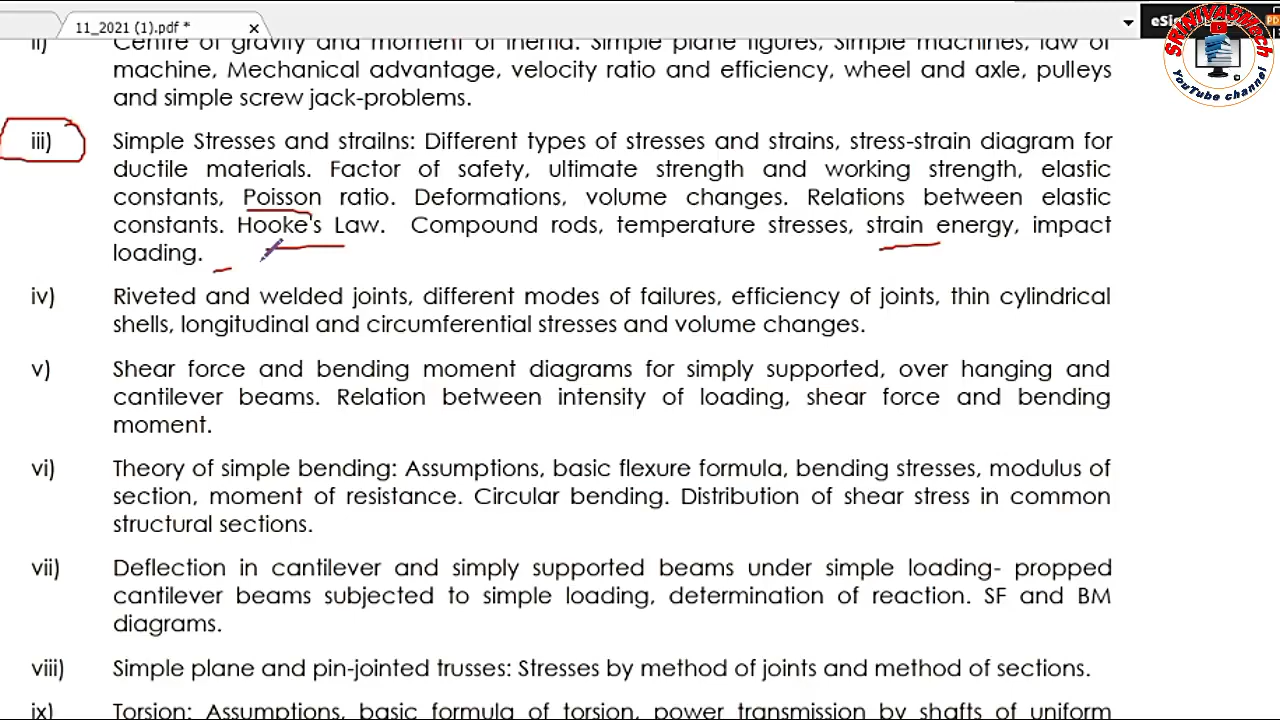 11_2021 (1).pdf *
eSign
SRINIVASMech
YouTube channel
ii) Centre of gravity and moment of inertia. Simple plane figures, Simple machines, law of
machine, Mechanical advantage, velocity ratio and efficiency, wheel and axle, pulleys
and simple screw jack-problems.
iii) Simple Stresses and strailns: Different types of stresses and strains, stress-strain diagram for
ductile materials. Factor of safety, ultimate strength and working strength, elastic
constants, Poisson ratio. Deformations, volume changes. Relations between elastic
constants. Hooke's Law. Compound rods, temperature stresses, strain energy, impact
loading.
iv) Riveted and welded joints, different modes of failures, efficiency of joints, thin cylindrical
shells, longitudinal and circumferential stresses and volume changes.
v) Shear force and bending moment diagrams for simply supported, over hanging and
cantilever beams. Relation between intensity of loading, shear force and bending
moment.
vi) Theory of simple bending: Assumptions, basic flexure formula, bending stresses, modulus of
section, moment of resistance. Circular bending. Distribution of shear stress in common
structural sections.
vii) Deflection in cantilever and simply supported beams under simple loading- propped
cantilever beams subjected to simple loading, determination of reaction. SF and BM
diagrams.
viii) Simple plane and pin-jointed trusses: Stresses by method of joints and method of sections.
ix) Torsion: Assumptions, basic formula of torsion, power transmission by shafts of uniform